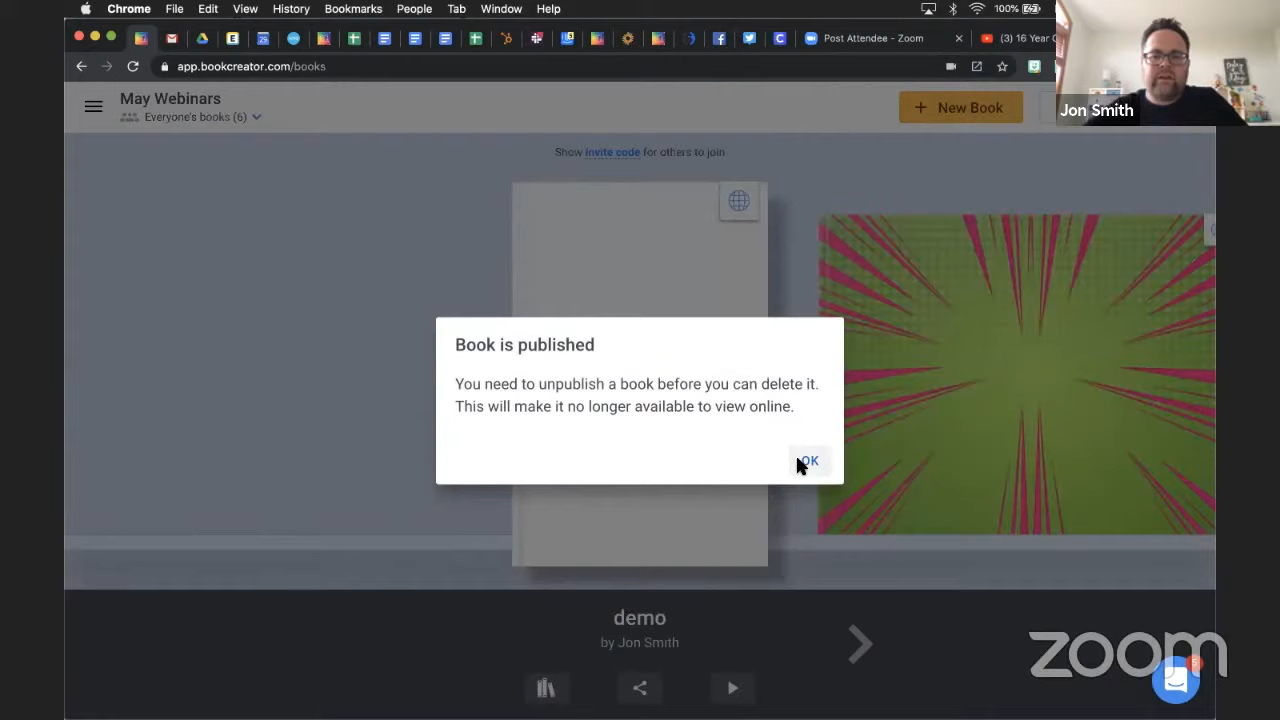 Chrome File Edit View History Bookmarks People Tab Window Help
100%
Post Attendee - Zoom
(3) 16 Year
app.bookcreator.com/books
Jon Smith
May Webinars
Everyone's books (6)
+ New Book
Show invite code for others to join
Book is published
You need to unpublish a book before you can delete it.
This will make it no longer available to view online.
OK
demo
by Jon Smith
zoom
5